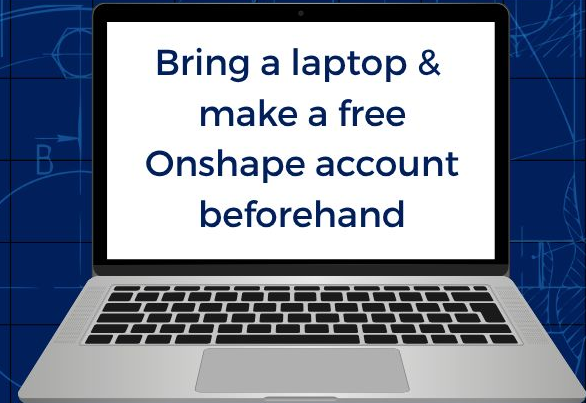 Bring a laptop &
make a free
Onshape account
beforehand
B